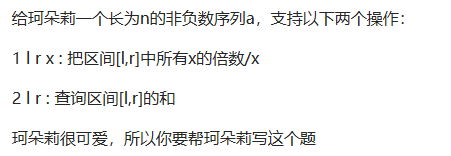 给珂朵莉一个长为n的非负数序列a，支持以下两个操作：
1 l r x : 把区间[l,r]中所有x的倍数/x
2 l r : 查询区间[l,r]的和
珂朵莉很可爱，所以你要帮珂朵莉写这个题